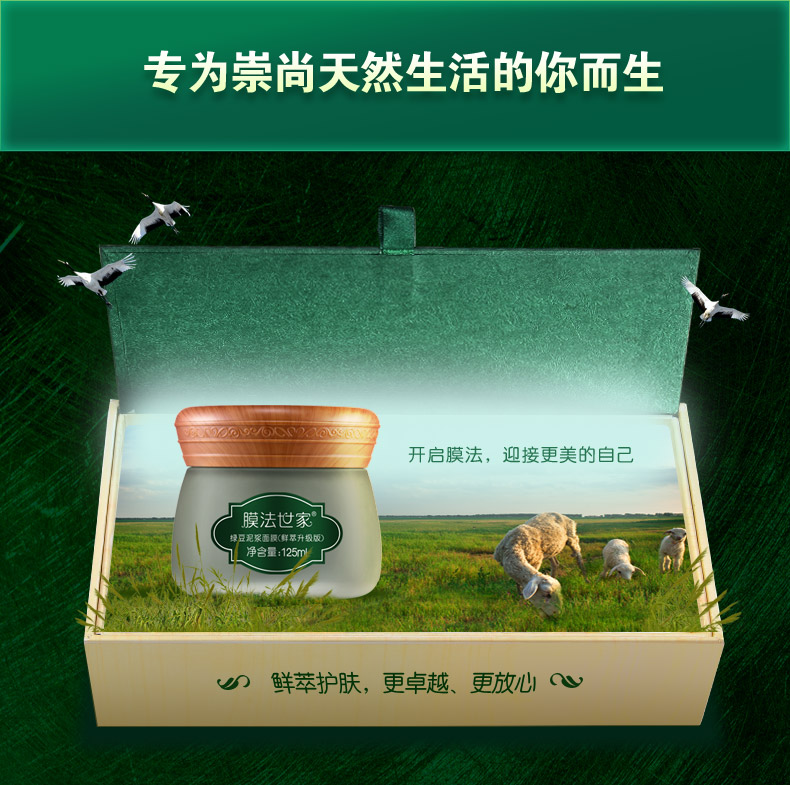 专为崇尚天然生活的你而生
开启膜法，迎接更美的自己
膜法世家®
绿豆泥浆面膜(鲜萃升级版)
净含量:125ml
鲜萃护肤，更卓越、更放心